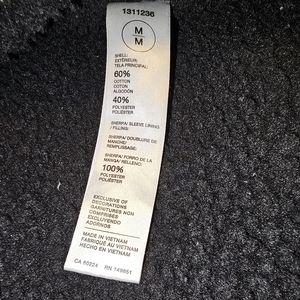 1311236
M
M
SHELL:
EXTÉRIEUR:
TELA PRINCIPAL:
60%
COTTON
COTON
ALGODÓN
40%
POLYESTER
POLYESTER
POLIÉSTER
SHERPA/ SLEEVE LINING
/ FILLING:
SHERPA/ DOUBLURE DE
MANCHE/
REMPLISSAGE:
SHERPA/ FORRO DE LA
MANGA/ RELLENO:
100%
POLYESTER
POLYESTER
POLIÉSTER
EXCLUSIVE OF
DECORATIONS
GARNITURES NON
COMPRISES
EXCLUYENDO
ADORNOS
MADE IN VIETNAM
FABRIQUÉ AU VIETNAM
HECHO EN VIETNAM
CA 60224 RN 149851